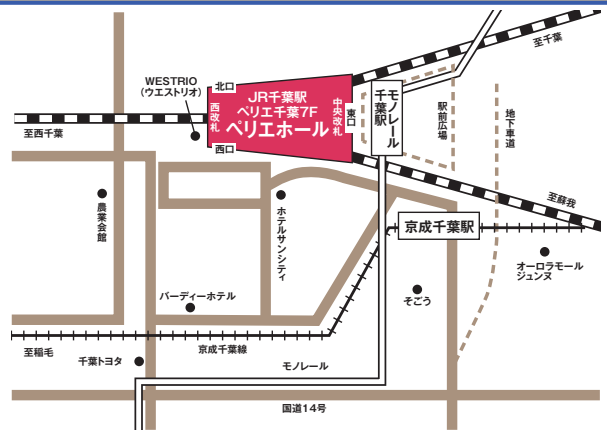 至千葉
WESTRIO
(ウエストリオ)
北口
JR千葉駅
ペリエ千葉7F
ペリエホール
西改札
中央改札
東口
西口
モノレール
千葉駅
駅前広場
地下車道
至西千葉
至蘇我
農業会館
ホテルサンシティ
京成千葉駅
オーロラモール
ジュンヌ
バーディーホテル
そごう
至稲毛
千葉トヨタ
京成千葉線
モノレール
国道14号